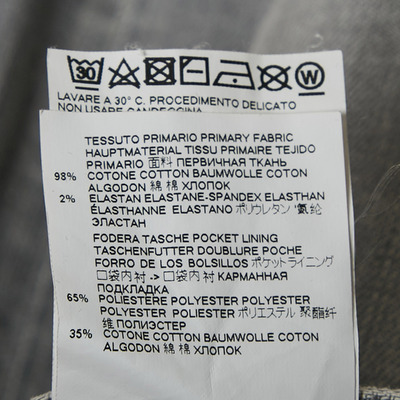 30 W
LAVARE A 30° C. PROCEDIMENTO DELICATO
NON USARE CANDEGGINA
TESSUTO PRIMARIO PRIMARY FABRIC
HAUPTMATERIAL TISSU PRIMAIRE TEJIDO
PRIMARIO 面料 ПЕРВИЧНАЯ ТКАНЬ
98% COTONE COTTON BAUMWOLLE COTON
ALGODON 綿 棉 ХЛОПОК
2% ELASTAN ELASTANE-SPANDEX ELASTHAN
ÉLASTHANNE ELASTANO ポリウレタン 氨纶
ЭЛАСТАН
FODERA TASCHE POCKET LINING
TASCHENFUTTER DOUBLURE POCHE
FORRO DE LOS BOLSILLOS ポケットライニング
口袋内衬 -> 口袋内衬 КАРМАННАЯ
ПОДКЛАДКА
65% POLIESTERE POLYESTER POLYESTER
POLYESTER POLIESTER ポリエステル 聚酯纤
维 ПОЛИЭСТЕР
35% COTONE COTTON BAUMWOLLE COTON
ALGODON 綿 棉 ХЛОПОК